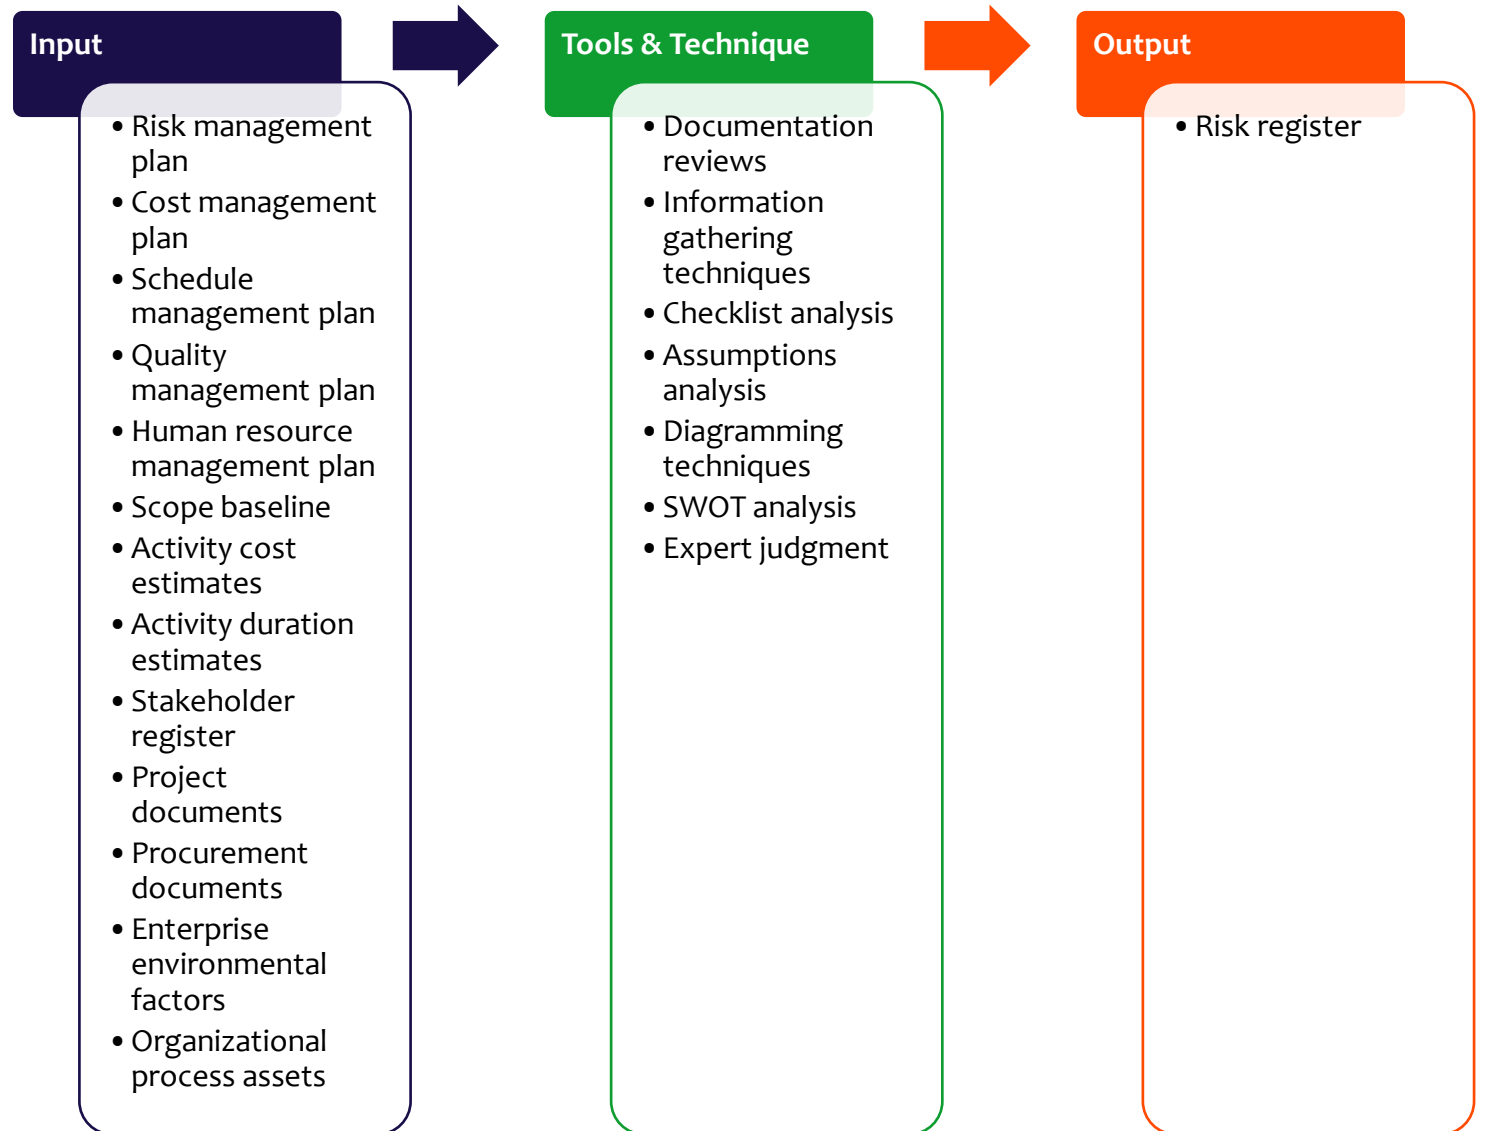 Input
• Risk management
plan
• Cost management
plan
• Schedule
management plan
• Quality
management plan
• Human resource
management plan
• Scope baseline
• Activity cost
estimates
• Activity duration
estimates
• Stakeholder
register
• Project
documents
• Procurement
documents
• Enterprise
environmental
factors
• Organizational
process assets
Tools & Technique
• Documentation
reviews
• Information
gathering
techniques
• Checklist analysis
• Assumptions
analysis
• Diagramming
techniques
• SWOT analysis
• Expert judgment
Output
• Risk register